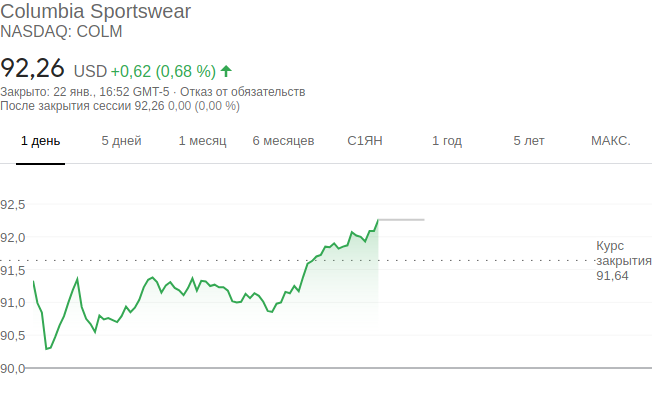 Columbia Sportswear
NASDAQ: COLM
92,26 USD +0,62 (0,68 %)
Закрыто: 22 янв., 16:52 GMT-5 · Отказ от обязательств
После закрытия сессии 92,26 0,00 (0,00 %)
1 день 5 дней 1 месяц 6 месяцев С1ЯН 1 год 5 лет МАКС.
92,5
92,0
91,5
91,0
90,5
90,0
Курс
закрытия
91,64